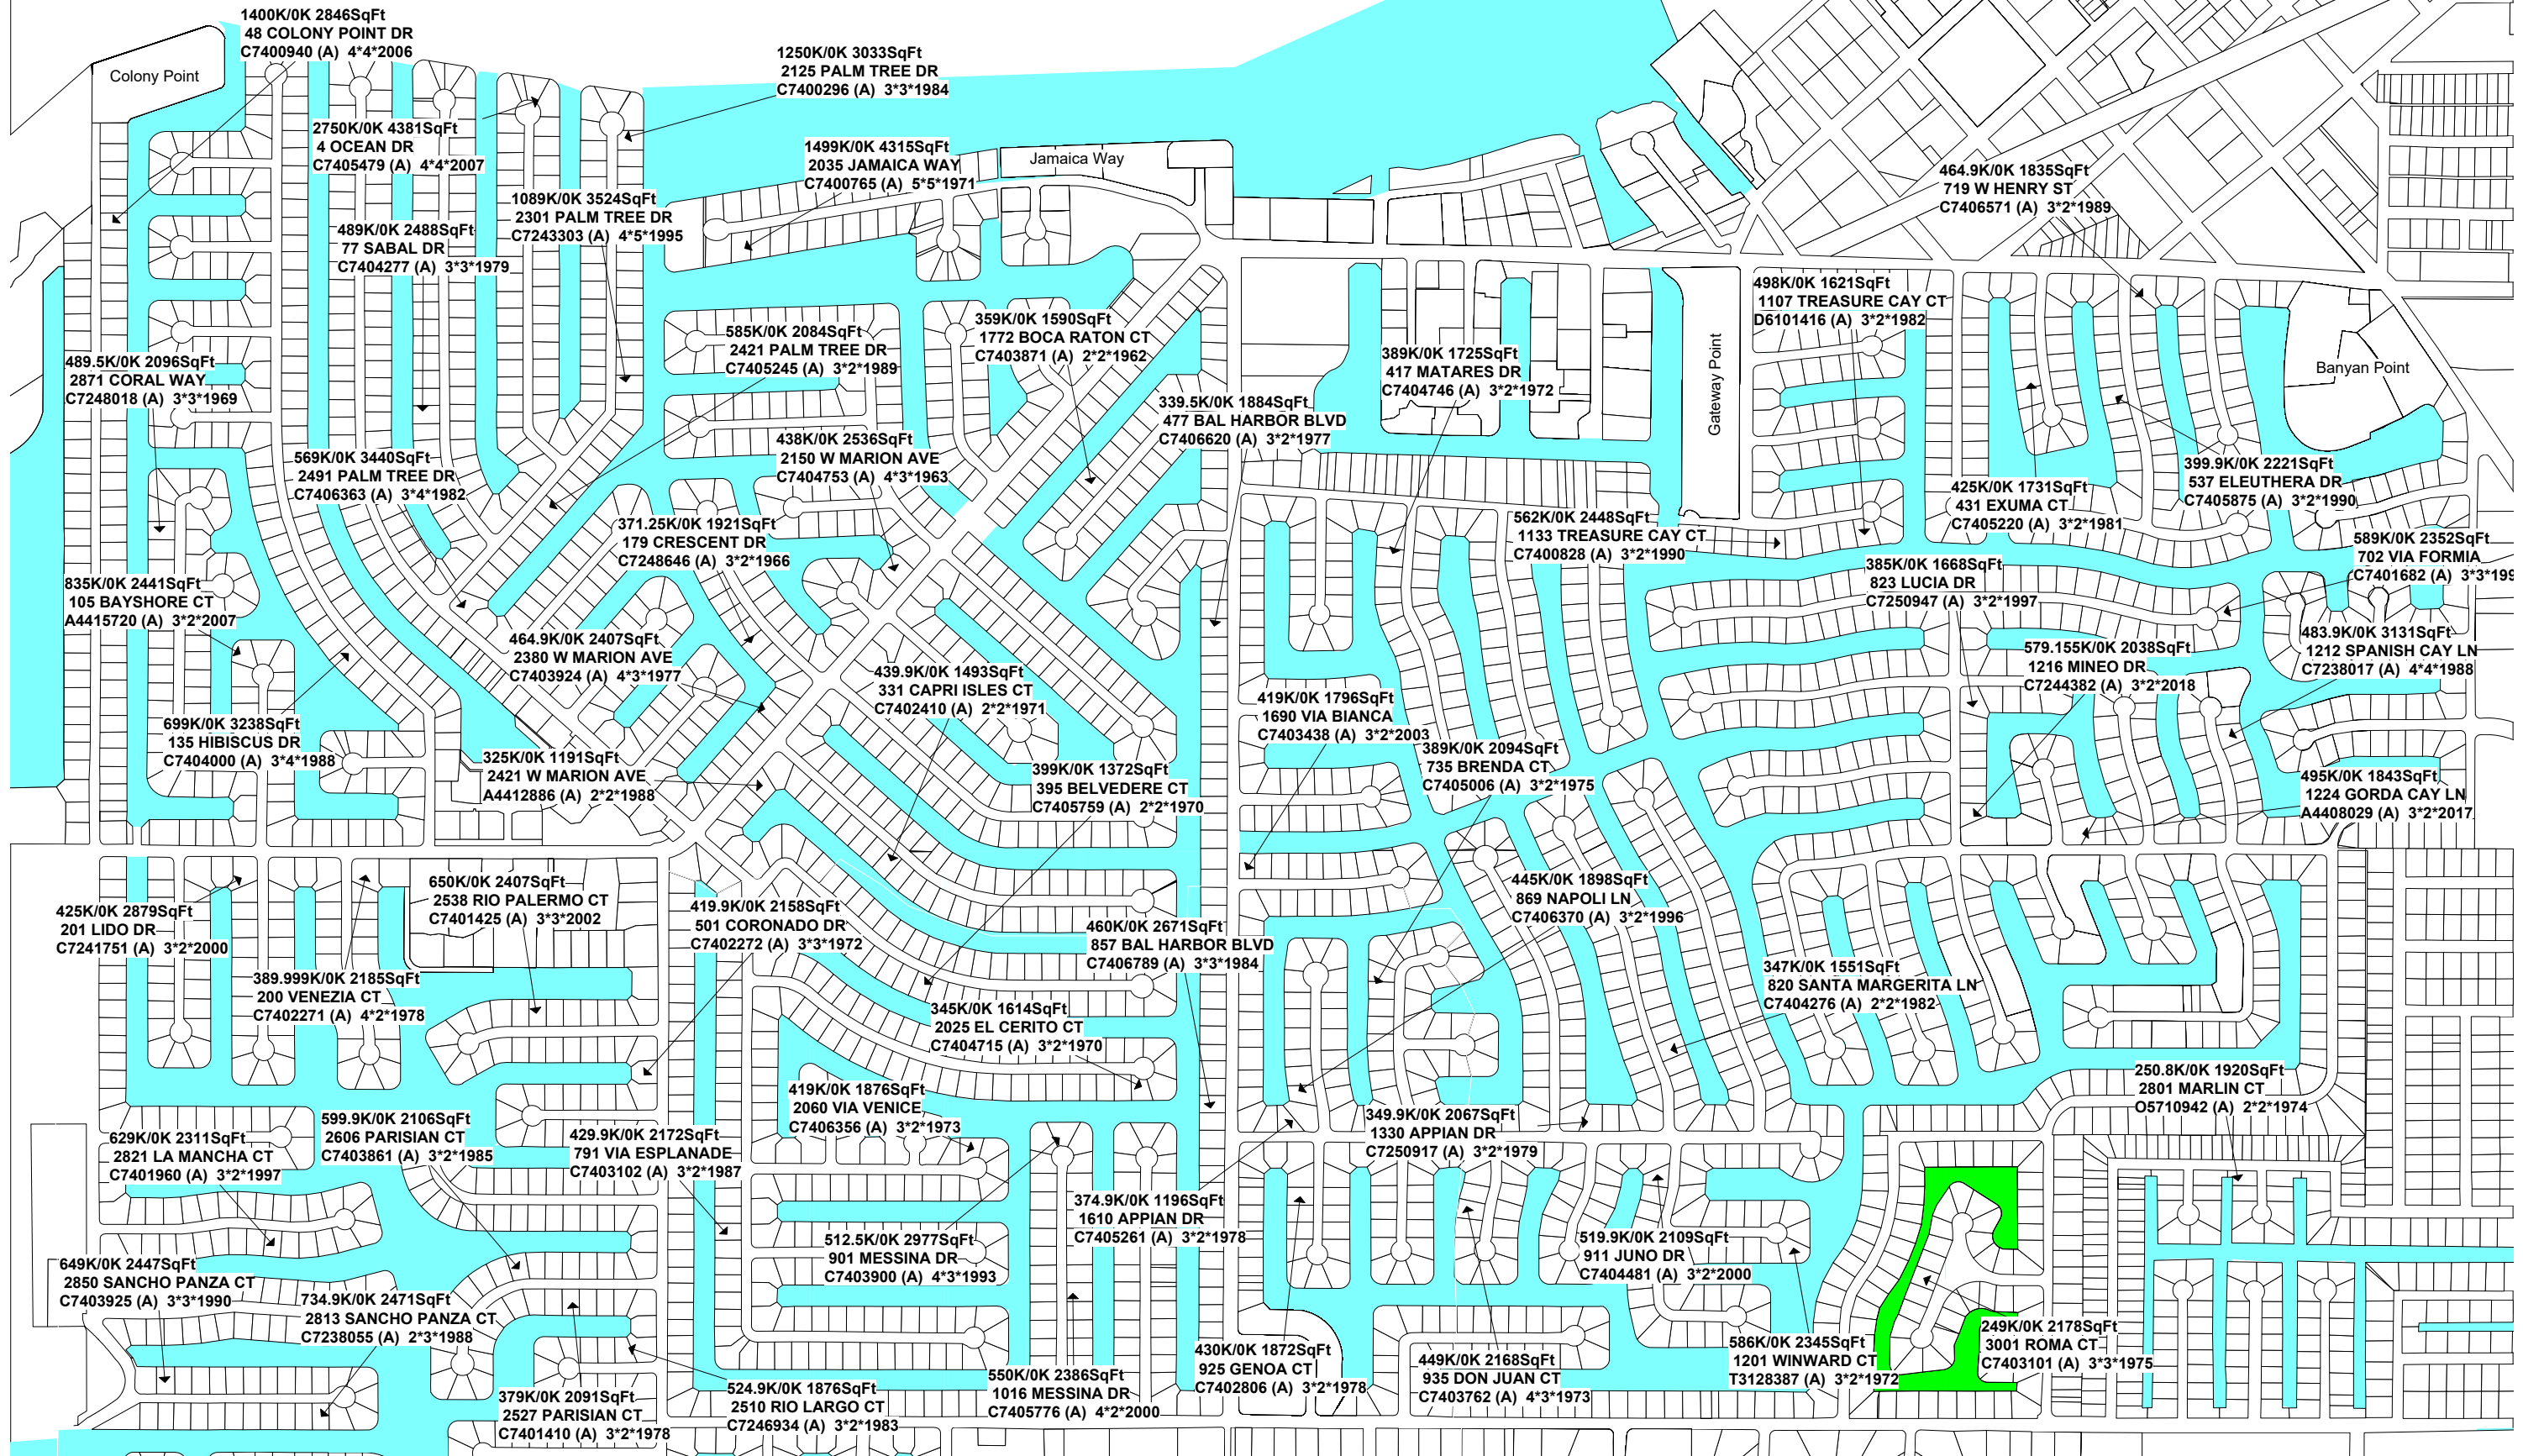 1400K/0K 2846SqFt
48 COLONY POINT DR
C7400940 (A) 4*4*2006
Colony Point
1250K/0K 3033SqFt
2125 PALM TREE DR
C7400296 (A) 3*3*1984
2750K/0K 4381SqFt
4 OCEAN DR
C7405479 (A) 4*4*2007
1499K/0K 4315SqFt
2035 JAMAICA WAY
C7400765 (A) 5*5*1971
Jamaica Way
464.9K/0K 1835SqFt
719 W HENRY ST
C7406571 (A) 3*2*1989
1089K/0K 3524SqFt
2301 PALM TREE DR
C7243303 (A) 4*5*1995
489K/0K 2488SqFt
77 SABAL DR
C7404277 (A) 3*3*1979
498K/0K 1621SqFt
1107 TREASURE CAY CT
D6101416 (A) 3*2*1982
585K/0K 2084SqFt
2421 PALM TREE DR
C7405245 (A) 3*2*1989
359K/0K 1590SqFt
1772 BOCA RATON CT
C7403871 (A) 2*2*1962
389K/0K 1725SqFt
417 MATARES DR
C7404746 (A) 3*2*1972
Gateway Point
Banyan Point
489.5K/0K 2096SqFt
2871 CORAL WAY
C7248018 (A) 3*3*1969
339.5K/0K 1884SqFt
477 BAL HARBOR BLVD
C7406620 (A) 3*2*1977
438K/0K 2536SqFt
2150 W MARION AVE
C7404753 (A) 4*3*1963
569K/0K 3440SqFt
2491 PALM TREE DR
C7406363 (A) 3*4*1982
399.9K/0K 2221SqFt
537 ELEUTHERA DR
C7405875 (A) 3*2*1990
425K/0K 1731SqFt
431 EXUMA CT
C7405220 (A) 3*2*1981
371.25K/0K 1921SqFt
179 CRESCENT DR
C7248646 (A) 3*2*1966
562K/0K 2448SqFt
1133 TREASURE CAY CT
C7400828 (A) 3*2*1990
589K/0K 2352SqFt
702 VIA FORMIA
C7401682 (A) 3*3*199
385K/0K 1668SqFt
823 LUCIA DR
C7250947 (A) 3*2*1997
835K/0K 2441SqFt
105 BAYSHORE CT
A4415720 (A) 3*2*2007
464.9K/0K 2407SqFt
2380 W MARION AVE
C7403924 (A) 4*3*1977
483.9K/0K 3131SqFt
1212 SPANISH CAY LN
C7238017 (A) 4*4*1988
579.155K/0K 2038SqFt
1216 MINEO DR
C7244382 (A) 3*2*2018
439.9K/0K 1493SqFt
331 CAPRI ISLES CT
C7402410 (A) 2*2*1971
419K/0K 1796SqFt
1690 VIA BIANCA
C7403438 (A) 3*2*2003
699K/0K 3238SqFt
135 HIBISCUS DR
C7404000 (A) 3*4*1988
325K/0K 1191SqFt
2421 W MARION AVE
A4412886 (A) 2*2*1988
389K/0K 2094SqFt
735 BRENDA CT
C7405006 (A) 3*2*1975
399K/0K 1372SqFt
395 BELVEDERE CT
C7405759 (A) 2*2*1970
495K/0K 1843SqFt
1224 GORDA CAY LN
A4408029 (A) 3*2*2017
650K/0K 2407SqFt
2538 RIO PALERMO CT
C7401425 (A) 3*3*2002
445K/0K 1898SqFt
869 NAPOLI LN
C7406370 (A) 3*2*1996
425K/0K 2879SqFt
201 LIDO DR
C7241751 (A) 3*2*2000
419.9K/0K 2158SqFt
501 CORONADO DR
C7402272 (A) 3*3*1972
460K/0K 2671SqFt
857 BAL HARBOR BLVD
C7406789 (A) 3*3*1984
389.999K/0K 2185SqFt
200 VENEZIA CT
C7402271 (A) 4*2*1978
347K/0K 1551SqFt
820 SANTA MARGERITA LN
C7404276 (A) 2*2*1982
345K/0K 1614SqFt
2025 EL CERITO CT
C7404715 (A) 3*2*1970
250.8K/0K 1920SqFt
2801 MARLIN CT
O5710942 (A) 2*2*1974
419K/0K 1876SqFt
2060 VIA VENICE
C7406356 (A) 3*2*1973
349.9K/0K 2067SqFt
1330 APPIAN DR
C7250917 (A) 3*2*1979
599.9K/0K 2106SqFt
2606 PARISIAN CT
C7403861 (A) 3*2*1985
629K/0K 2311SqFt
2821 LA MANCHA CT
C7401960 (A) 3*2*1997
429.9K/0K 2172SqFt
791 VIA ESPLANADE
C7403102 (A) 3*2*1987
374.9K/0K 1196SqFt
1610 APPIAN DR
C7405261 (A) 3*2*1978
512.5K/0K 2977SqFt
901 MESSINA DR
C7403900 (A) 4*3*1993
519.9K/0K 2109SqFt
911 JUNO DR
C7404481 (A) 3*2*2000
649K/0K 2447SqFt
2850 SANCHO PANZA CT
C7403925 (A) 3*3*1990
734.9K/0K 2471SqFt
2813 SANCHO PANZA CT
C7238055 (A) 2*3*1988
249K/0K 2178SqFt
3001 ROMA CT
C7403101 (A) 3*3*1975
586K/0K 2345SqFt
1201 WINWARD CT
T3128387 (A) 3*2*1972
430K/0K 1872SqFt
925 GENOA CT
C7402806 (A) 3*2*1978
449K/0K 2168SqFt
935 DON JUAN CT
C7403762 (A) 4*3*1973
550K/0K 2386SqFt
1016 MESSINA DR
C7405776 (A) 4*2*2000
524.9K/0K 1876SqFt
2510 RIO LARGO CT
C7246934 (A) 3*2*1983
379K/0K 2091SqFt
2527 PARISIAN CT
C7401410 (A) 3*2*1978